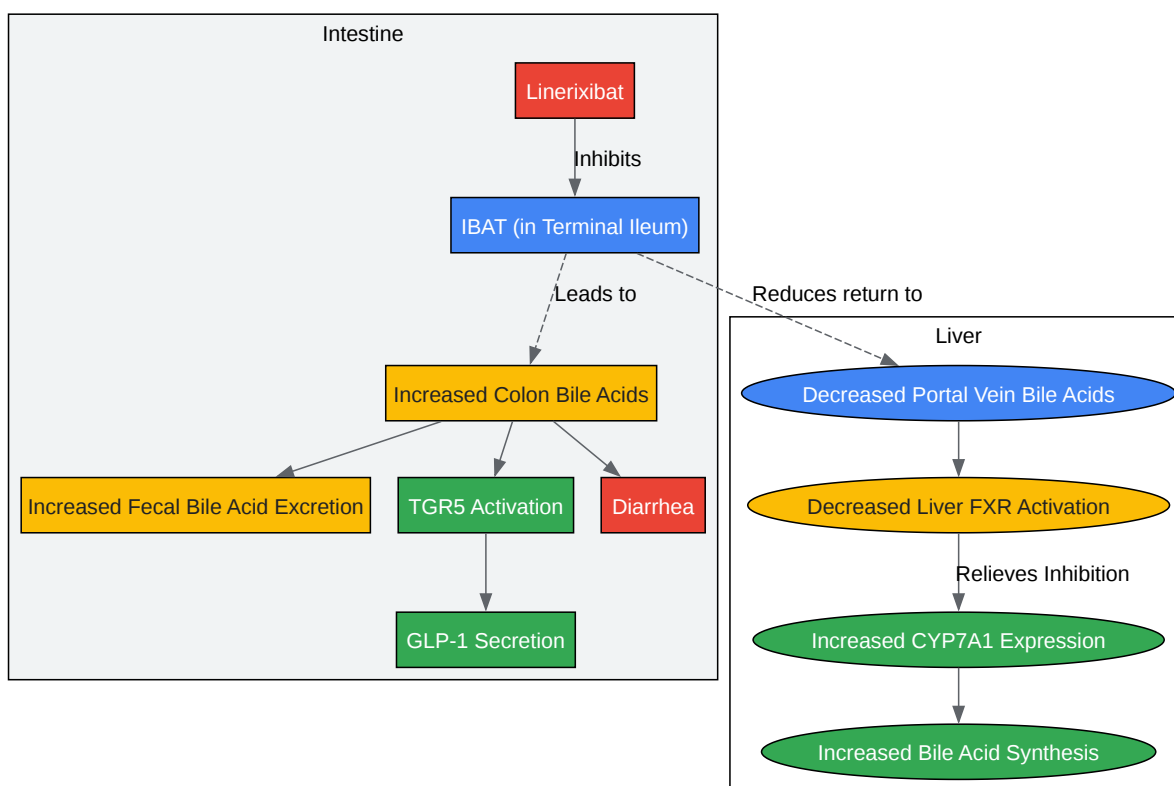 Intestine
Linerixibat
Inhibits
IBAT (in Terminal Ileum)
Leads to
Reduces return to
Liver
Increased Colon Bile Acids
Decreased Portal Vein Bile Acids
Increased Fecal Bile Acid Excretion
TGR5 Activation
Diarrhea
Decreased Liver FXR Activation
Relieves Inhibition
GLP-1 Secretion
Increased CYP7A1 Expression
Increased Bile Acid Synthesis